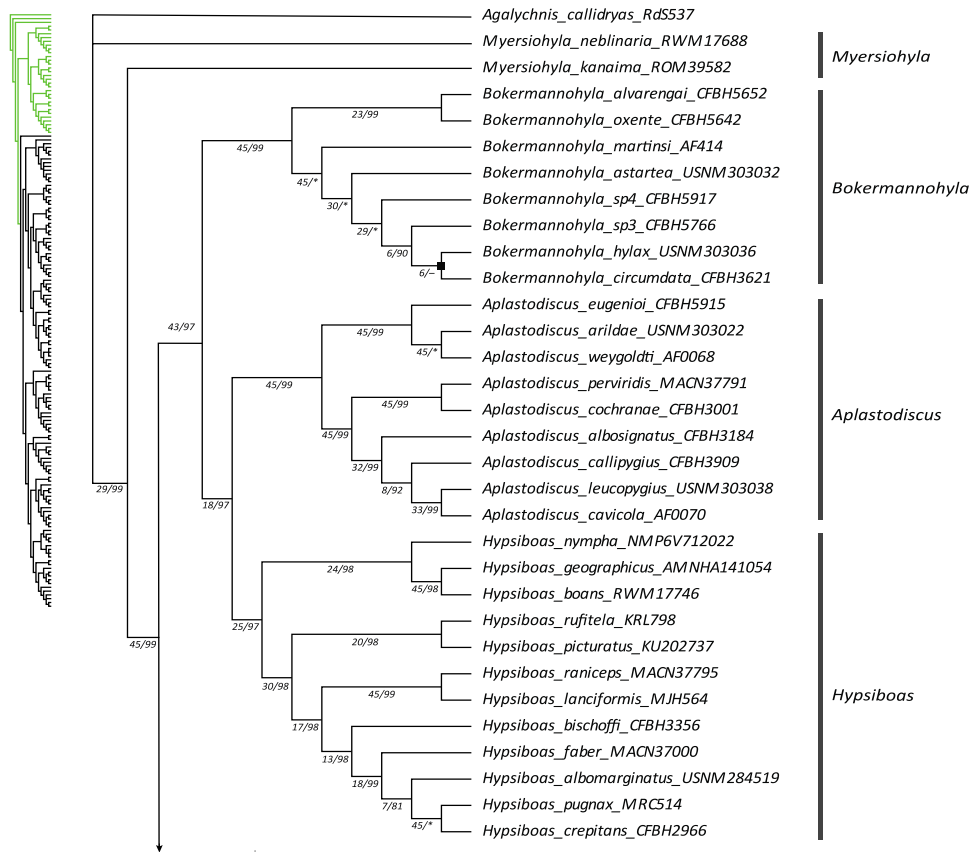 Agalychnis_callidryas_RdS537
Myersiohyla_neblinaria_RWM17688
Myersiohyla
Myersiohyla_kanaima_ROM39582
Bokermannohyla_alvarengai_CFBH5652
23/99
Bokermannohyla_oxente_CFBH5642
45/99
Bokermannohyla_martinsi_AF414
45/*
Bokermannohyla_astartea_USNM303032
Bokermannohyla
30/*
Bokermannohyla_sp4_CFBH5917
29/*
Bokermannohyla_sp3_CFBH5766
6/90
Bokermannohyla_hylax_USNM303036
6/–
Bokermannohyla_circumdata_CFBH3621
Aplastodiscus_eugenioi_CFBH5915
43/97
45/99
Aplastodiscus_arildae_USNM303022
45/*
Aplastodiscus_weygoldti_AF0068
45/99
Aplastodiscus_perviridis_MACN37791
45/99
Aplastodiscus_cochranae_CFBH3001
Aplastodiscus
45/99
Aplastodiscus_albosignatus_CFBH3184
32/99
Aplastodiscus_callipygius_CFBH3909
8/92
29/99
Aplastodiscus_leucopygius_USNM303038
18/97
33/99
Aplastodiscus_cavicola_AF0070
Hypsiboas_nympha_NMP6V712022
24/98
Hypsiboas_geographicus_AMNHA141054
45/98
Hypsiboas_boans_RWM17746
Hypsiboas_rufitela_KRL798
25/97
20/98
45/99
Hypsiboas_picturatus_KU202737
Hypsiboas_raniceps_MACN37795
30/98
45/99
Hypsiboas_lanciformis_MJH564
Hypsiboas
17/98
Hypsiboas_bischoffi_CFBH3356
13/98
Hypsiboas_faber_MACN37000
18/99
Hypsiboas_albomarginatus_USNM284519
7/81
Hypsiboas_pugnax_MRC514
45/*
Hypsiboas_crepitans_CFBH2966